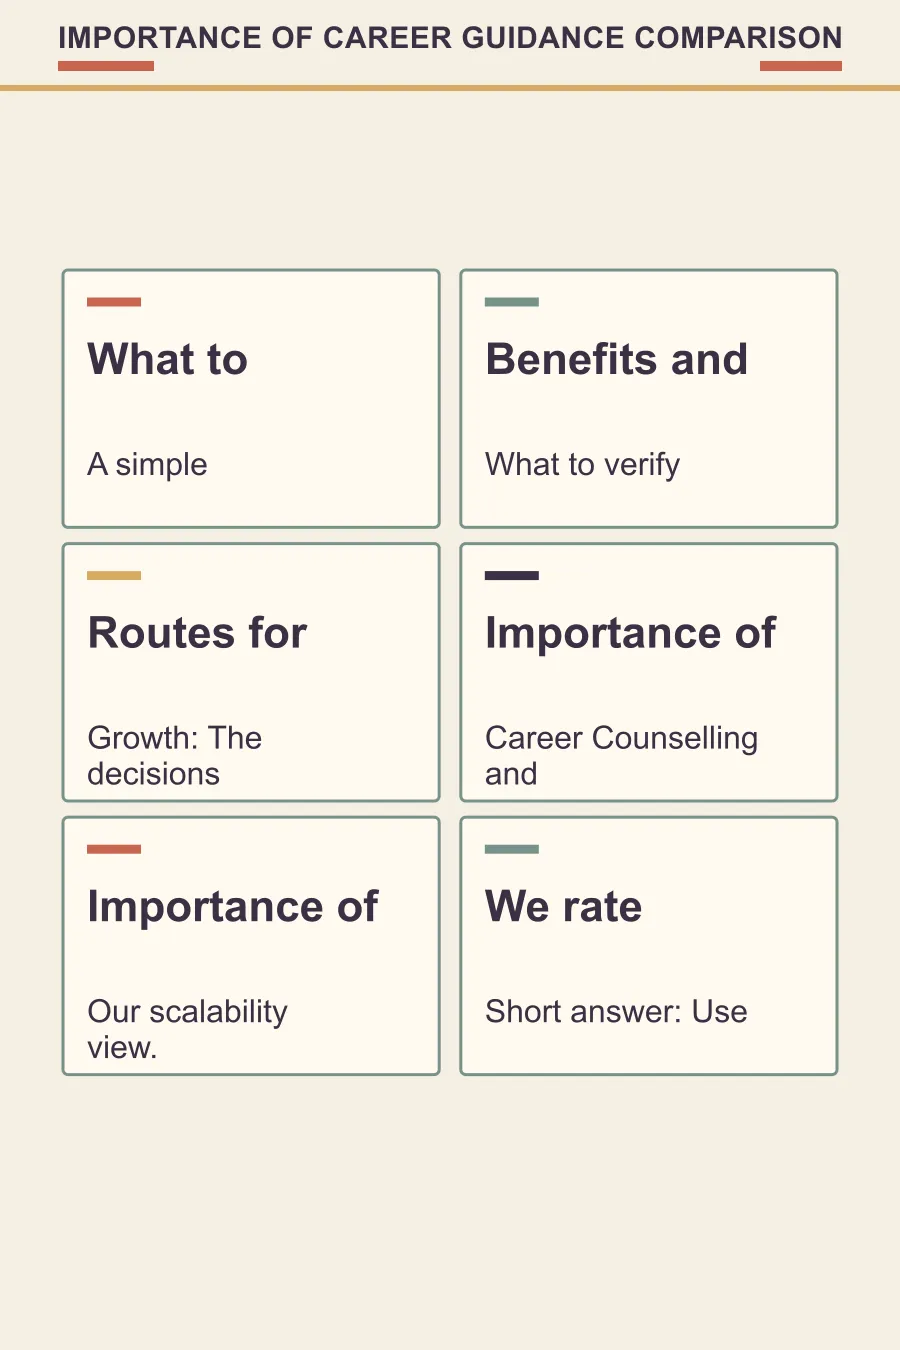 IMPORTANCE OF CAREER GUIDANCE COMPARISON
What to
A simple
Benefits and
What to verify
Routes for
Growth: The
decisions
Importance of
Career Counselling
and
Importance of
Our scalability
view.
We rate
Short answer: Use